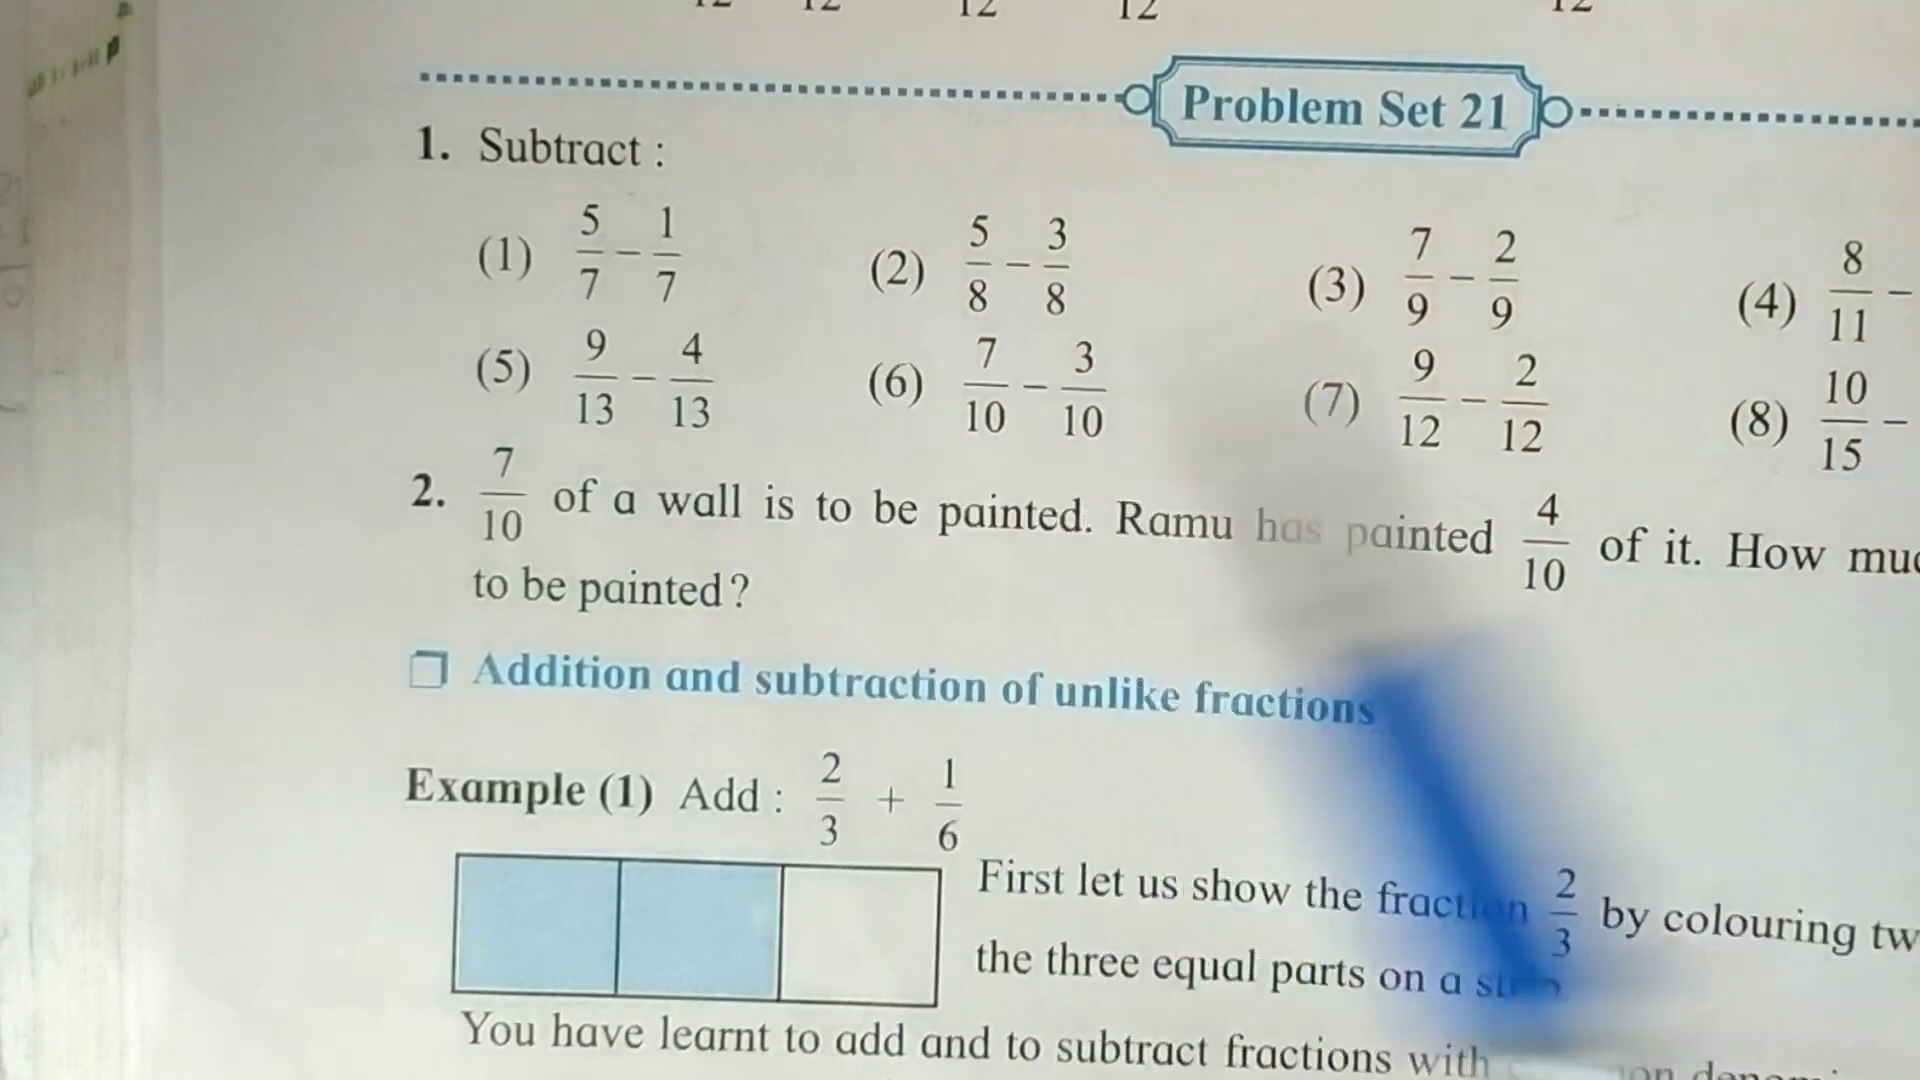 12 12 12 12 12
Problem Set 21
1. Subtract :
(1) 5/7 - 1/7 (2) 5/8 - 3/8 (3) 7/9 - 2/9 (4) 8/11 -
(5) 9/13 - 4/13 (6) 7/10 - 3/10 (7) 9/12 - 2/12 (8) 10/15 -
2. 7/10 of a wall is to be painted. Ramu has painted 4/10 of it. How
to be painted?
Addition and subtraction of unlike fractions
Example (1) Add : 2/3 + 1/6
First let us show the fraction 2/3 by colouring
the three equal parts on a
You have learnt to add and to subtract fractions with